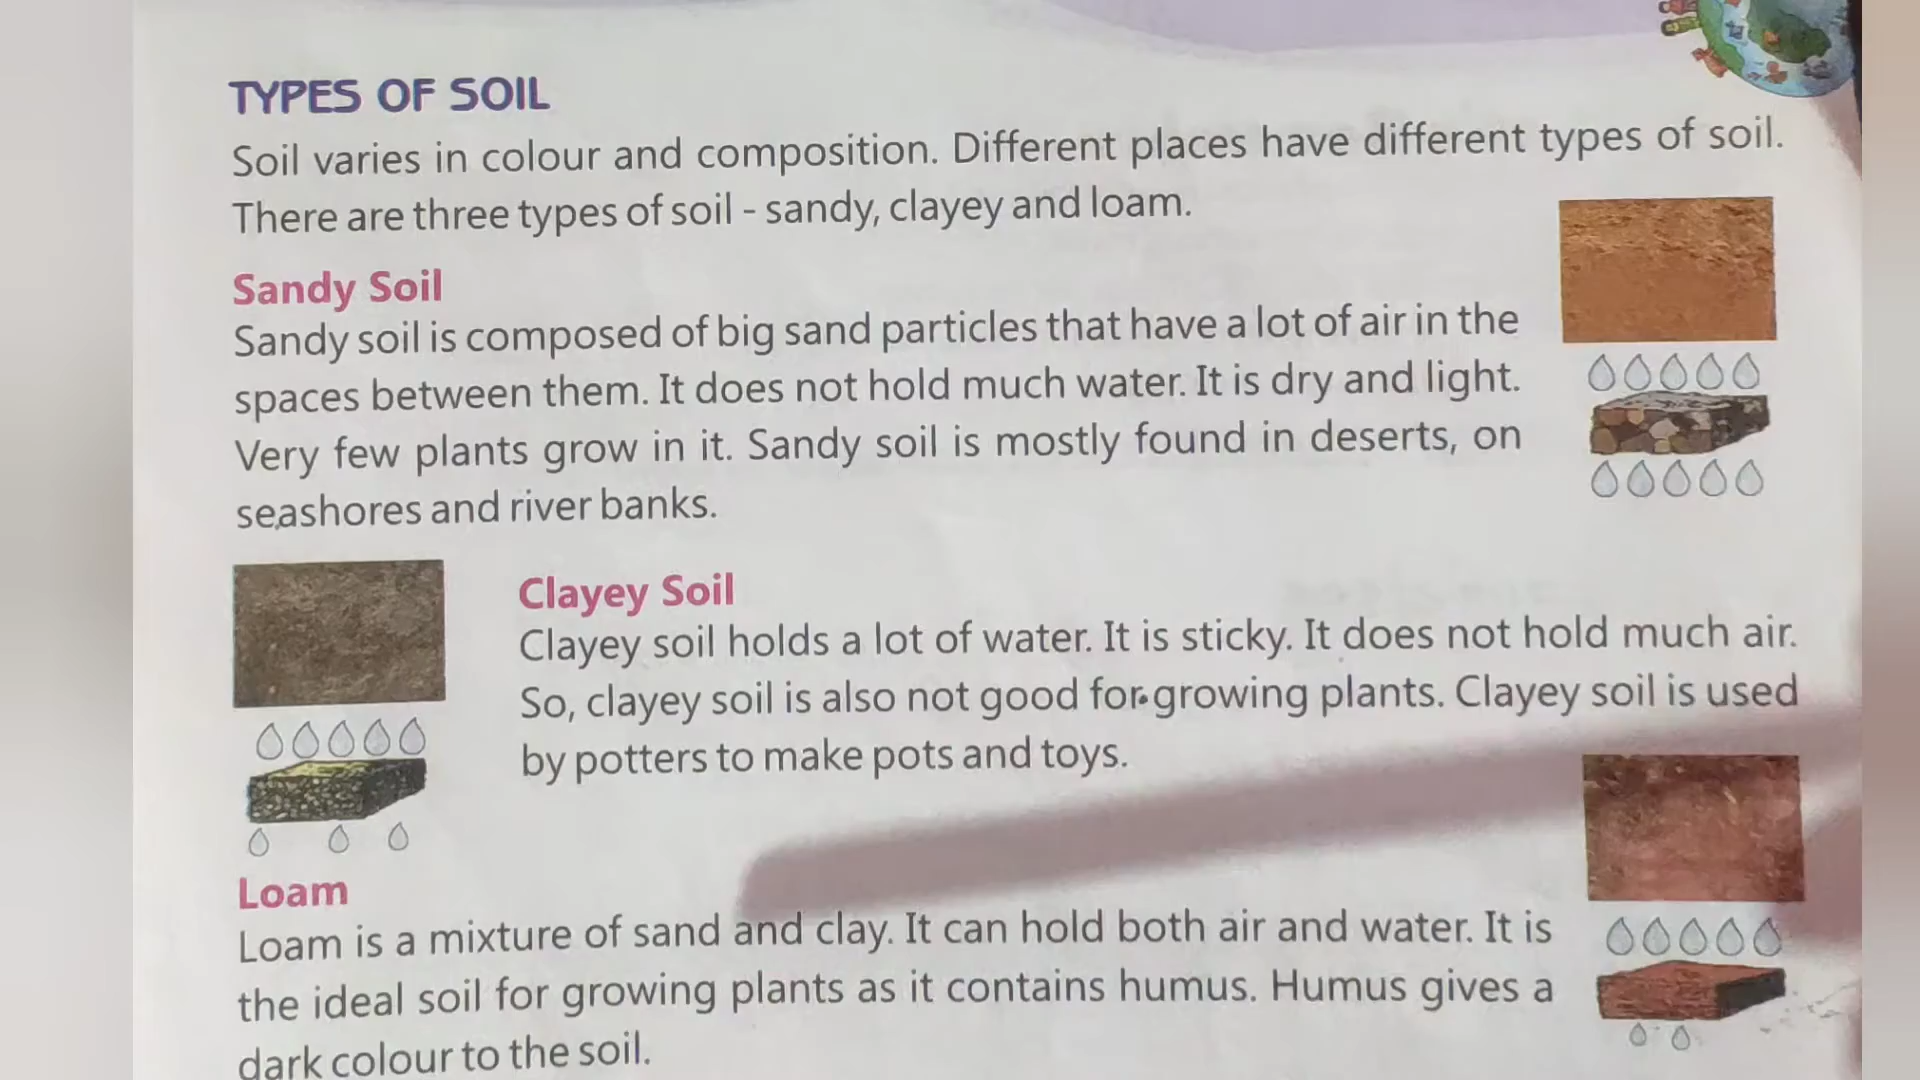 TYPES OF SOIL
Soil varies in colour and composition. Different places have different types of soil.
There are three types of soil - sandy, clayey and loam.
Sandy Soil
Sandy soil is composed of big sand particles that have a lot of air in the
spaces between them. It does not hold much water. It is dry and light.
Very few plants grow in it. Sandy soil is mostly found in deserts, on
seashores and river banks.
Clayey Soil
Clayey soil holds a lot of water. It is sticky. It does not hold much air.
So, clayey soil is also not good for growing plants. Clayey soil is used
by potters to make pots and toys.
Loam
Loam is a mixture of sand and clay. It can hold both air and water. It is
the ideal soil for growing plants as it contains humus. Humus gives a
dark colour to the soil.